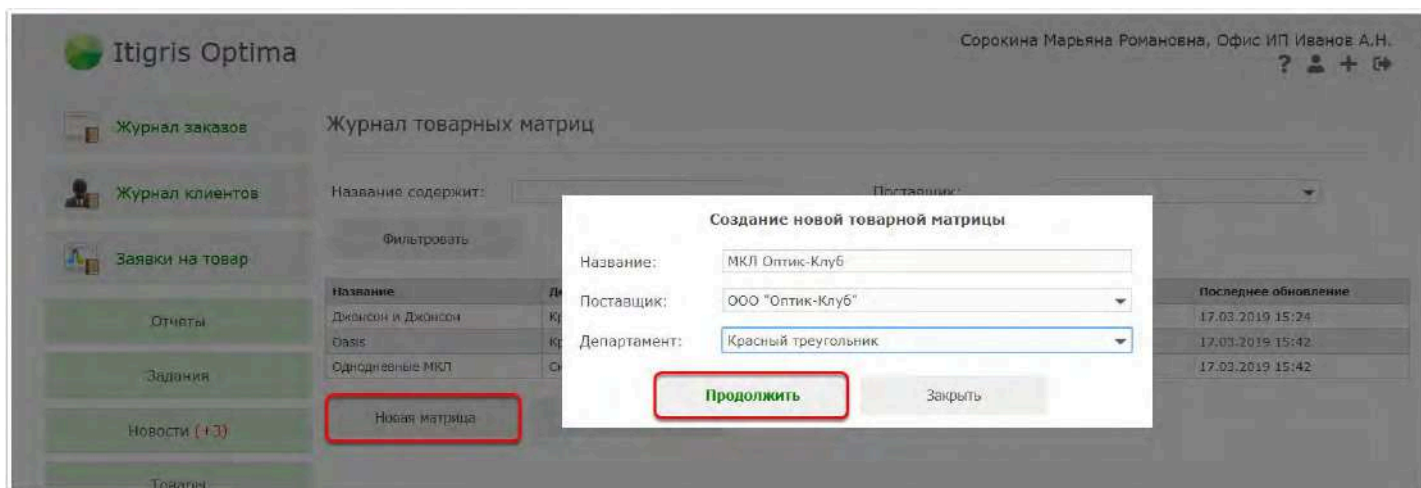 Itigris Optima
Сорокина Марьяна Романовна, Офис ИП Иванов А.Н.
Журнал заказов
Журнал товарных матриц
Журнал клиентов
Название содержит:
Поставщик:
Создание новой товарной матрицы
Фильтровать
Название: МКЛ Оптик-Клуб
Заявки на товар
Поставщик: ООО "Оптик-Клуб"
Название
Последнее обновление
Отчеты
Джонсон и Джонсон
17.03.2019 15:24
Департамент: Красный треугольник
Oasis
17.03.2019 15:42
Задания
Однодневные МКЛ
17.03.2019 15:42
Продолжить
Закрыть
Новая матрица
Новости (+3)
Товары